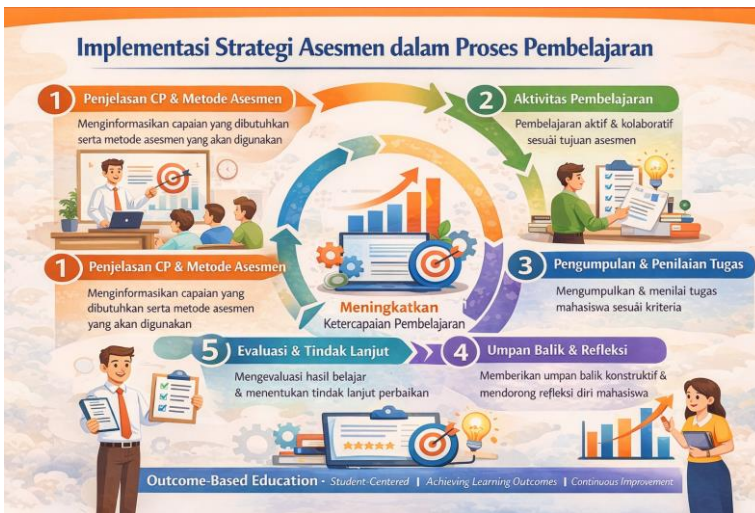 Implementasi Strategi Asesmen dalam Proses Pembelajaran
1 Penjelasan CP & Metode Asesmen
Menginformasikan capaian yang dibutuhkan
serta metode asesmen yang akan digunakan
2 Aktivitas Pembelajaran
Pembelajaran aktif & kolaboratif
sesuai tujuan asesmen
1 Penjelasan CP & Metode Asesmen
Menginformasikan capaian yang
dibutuhkan serta metode asesmen
yang akan digunakan
Meningkatkan
Ketercapaian Pembelajaran
3 Pengumpulan & Penilaian Tugas
Mengumpulkan & menilai tugas
mahasiswa sesuai kriteria
5 Evaluasi & Tindak Lanjut
Mengevaluasi hasil belajar
& menentukan tindak lanjut perbaikan
4 Umpan Balik & Refleksi
Memberikan umpan balik konstruktif &
mendorong refleksi diri mahasiswa
Outcome-Based Education - Student-Centered | Achieving Learning Outcomes | Continuous Improvement